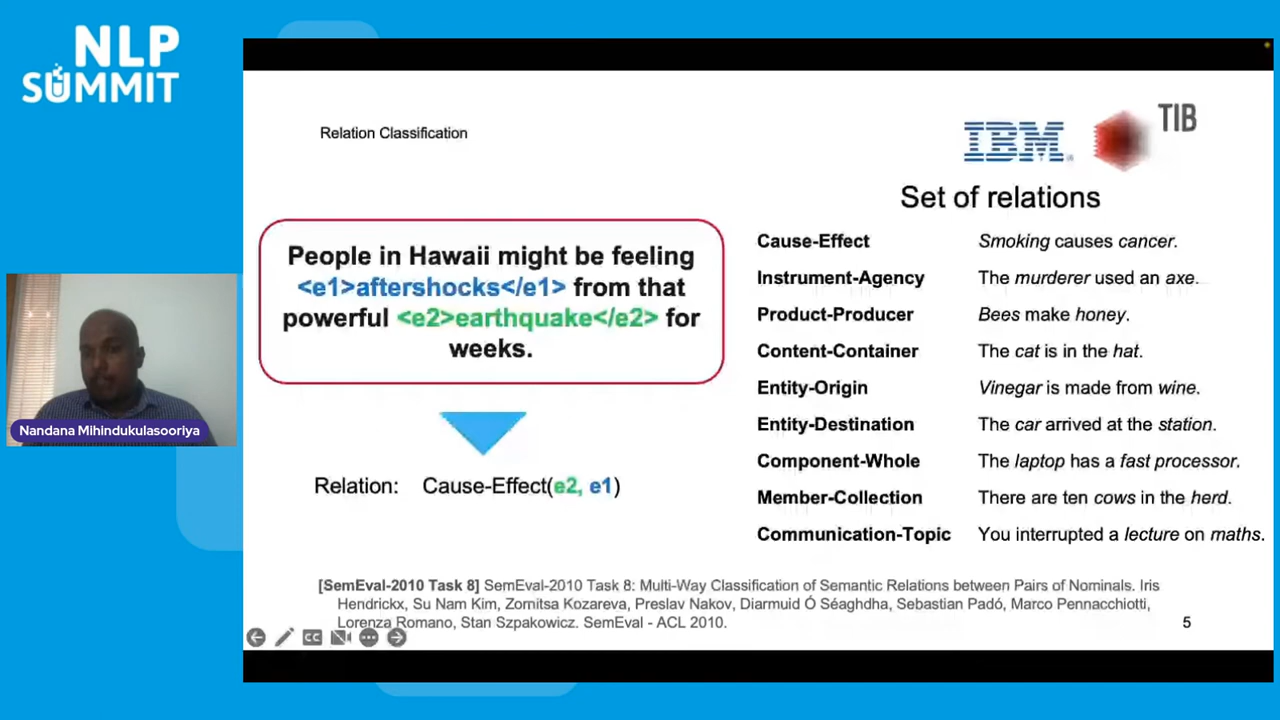 NLP
SUMMIT
Nandana Mihindukulasooriya
Relation Classification
IBM
TIB
People in Hawaii might be feeling
<e1>aftershocks</e1> from that
powerful <e2>earthquake</e2> for
weeks.
Relation: Cause-Effect(e2, e1)
Set of relations
Cause-Effect Smoking causes cancer.
Instrument-Agency The murderer used an axe.
Product-Producer Bees make honey.
Content-Container The cat is in the hat.
Entity-Origin Vinegar is made from wine.
Entity-Destination The car arrived at the station.
Component-Whole The laptop has a fast processor.
Member-Collection There are ten cows in the herd.
Communication-Topic You interrupted a lecture on maths.
[SemEval-2010 Task 8] SemEval-2010 Task 8: Multi-Way Classification of Semantic Relations between Pairs of Nominals. Iris
Hendrickx, Su Nam Kim, Zornitsa Kozareva, Preslav Nakov, Diarmuid Ó Séaghdha, Sebastian Padó, Marco Pennacchiotti,
Lorenza Romano, Stan Szpakowicz. SemEval - ACL 2010.
5
CC